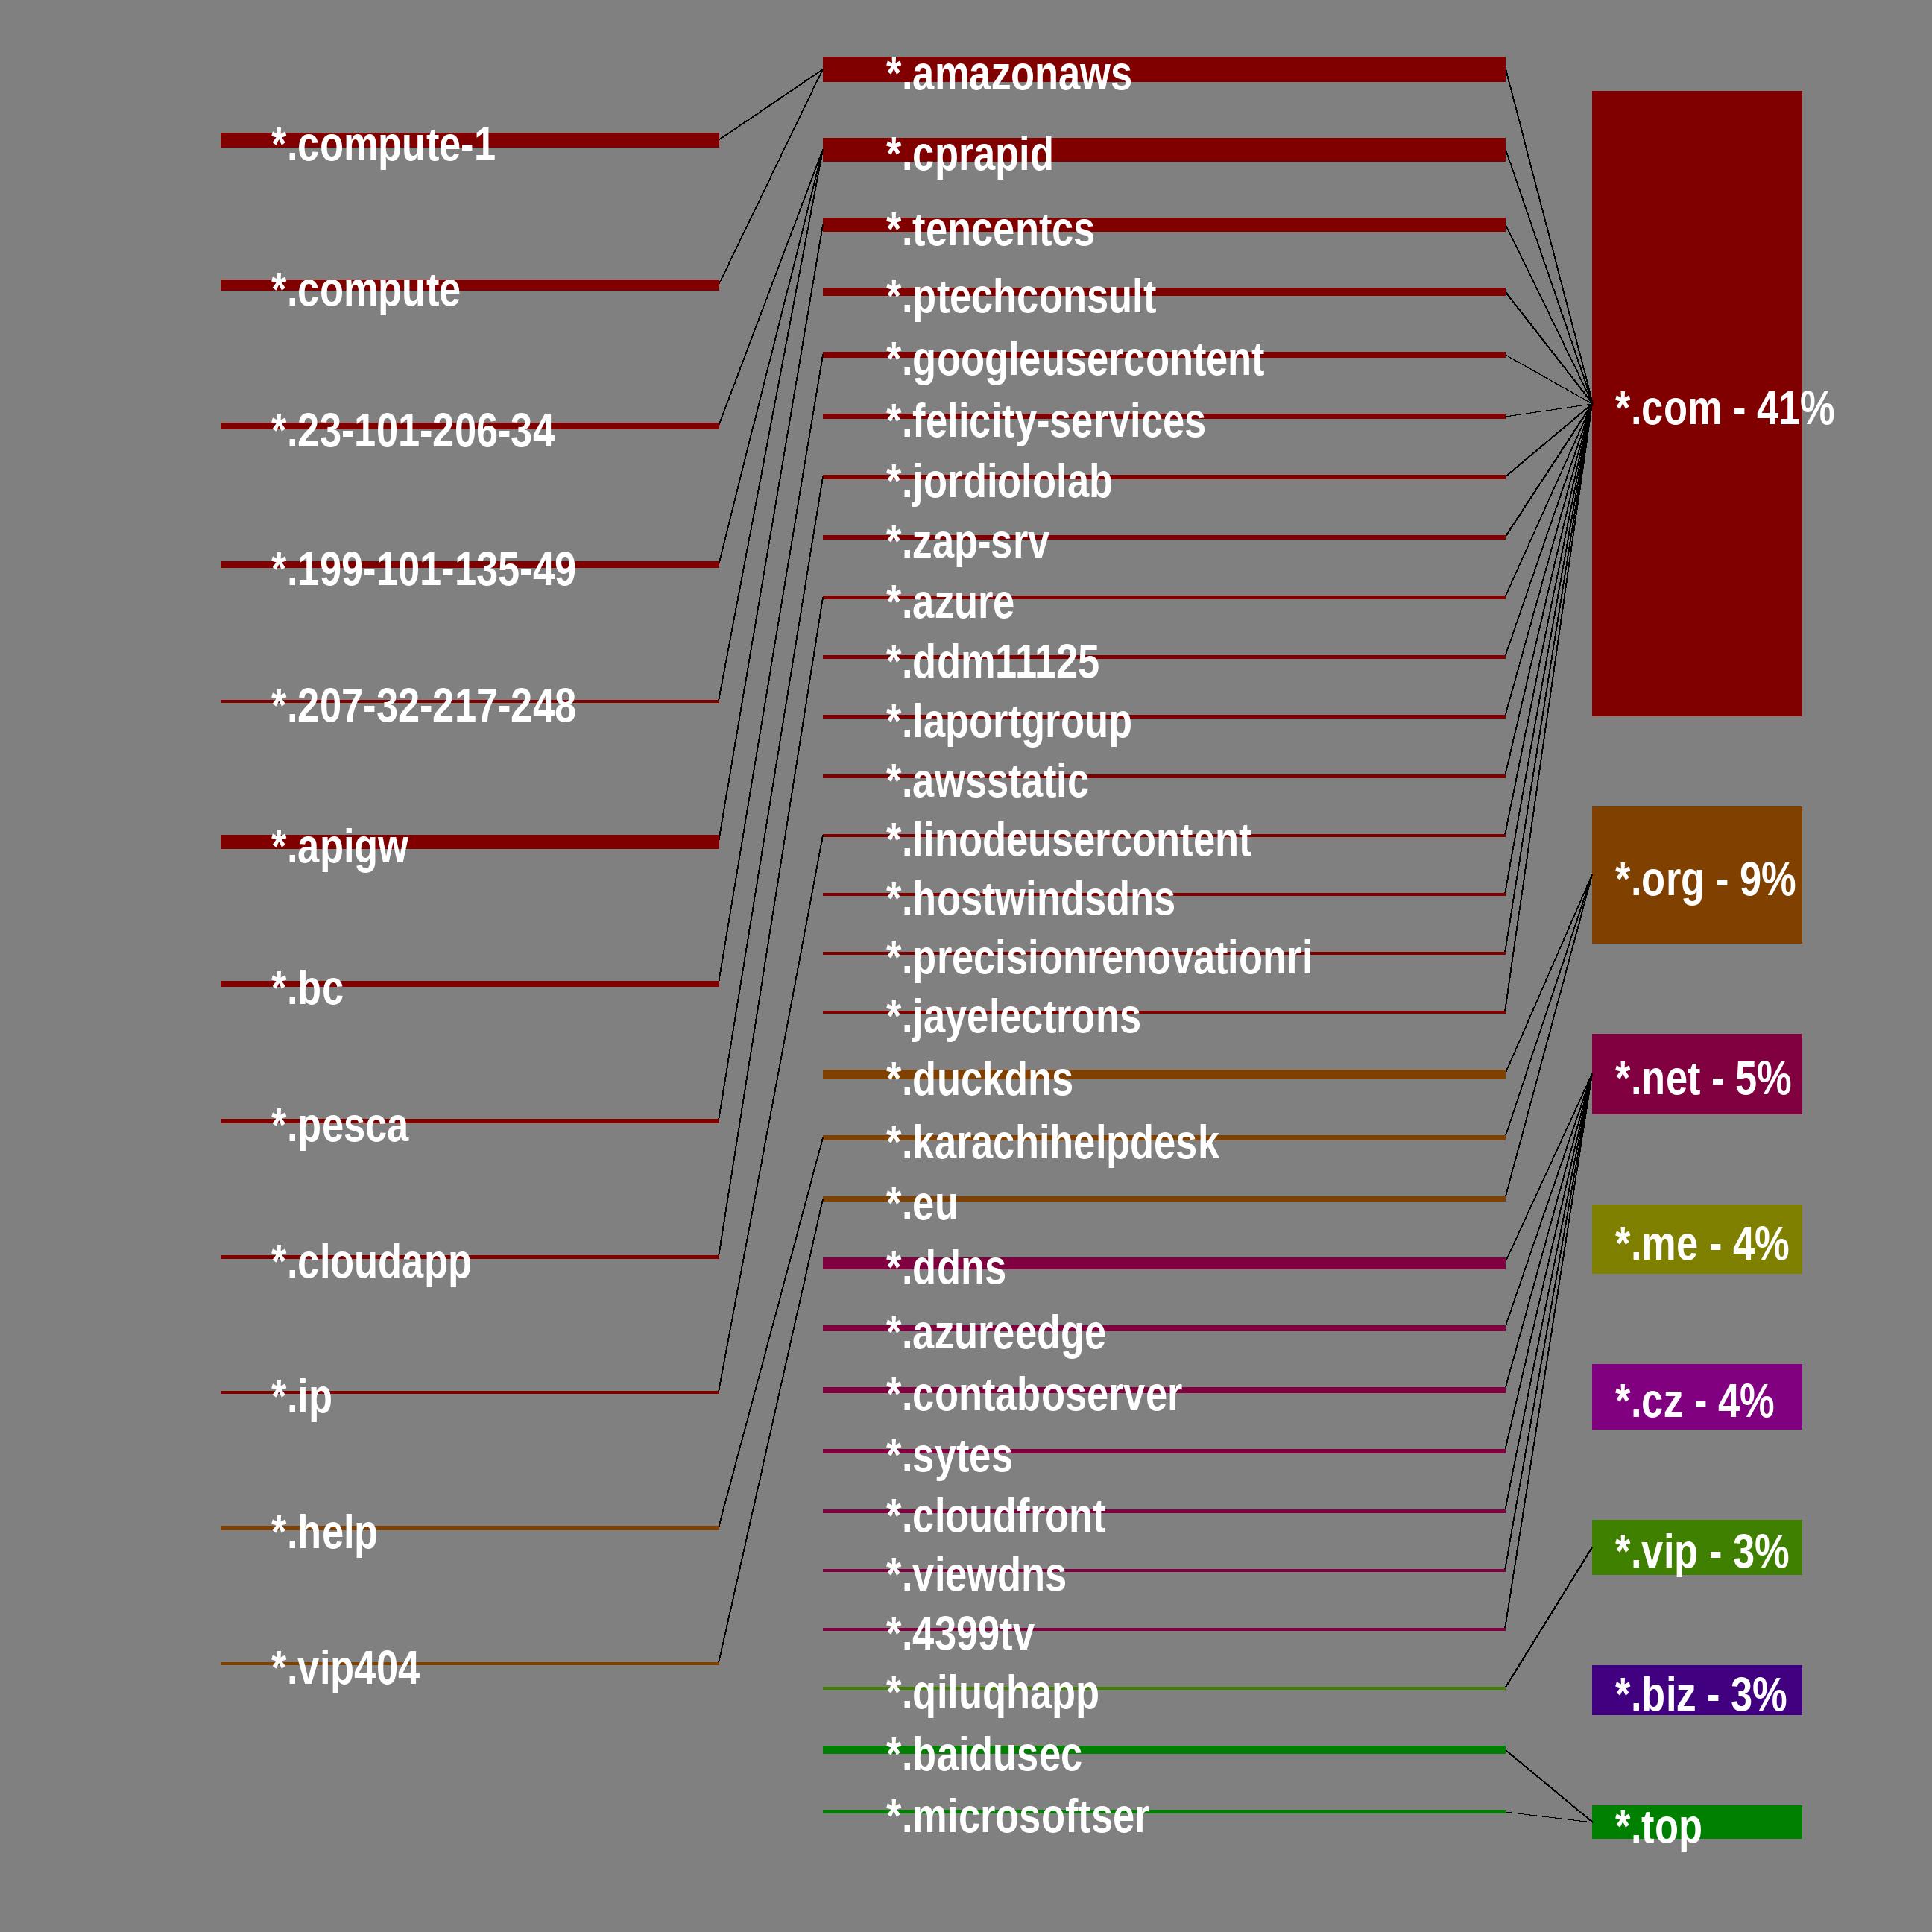 *.compute-1
*.compute
*.23-101-206-34
*.199-101-135-49
*.207-32-217-248
*.apigw
*.bc
*.pesca
*.cloudapp
*.ip
*.help
*.vip404
*.amazonaws
*.cprapid
*.tencentcs
*.ptechconsult
*.googleusercontent
*.felicity-services
*.jordiololab
*.zap-srv
*.azure
*.ddm11125
*.laportgroup
*.awsstatic
*.linodeusercontent
*.hostwindsdns
*.precisionrenovationri
*.jayelectrons
*.duckdns
*.karachihelpdesk
*.eu
*.ddns
*.azureedge
*.contaboserver
*.sytes
*.cloudfront
*.viewdns
*.4399tv
*.qiluqhapp
*.baidusec
*.microsoftser
*.com - 41%
*.org - 9%
*.net - 5%
*.me - 4%
*.cz - 4%
*.vip - 3%
*.biz - 3%
*.top